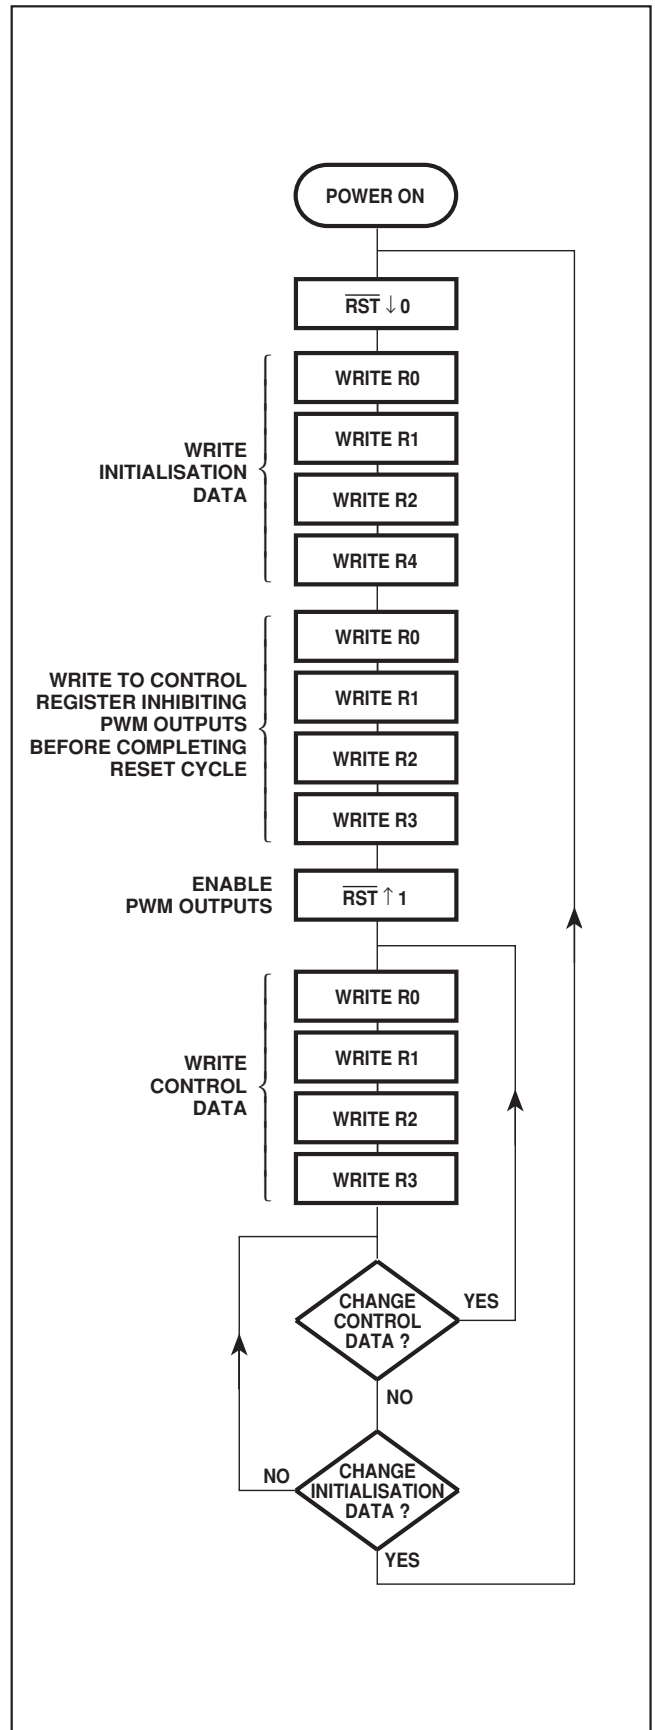 POWER ON
RST ↓ 0
WRITE
INITIALISATION
DATA
WRITE R0
WRITE R1
WRITE R2
WRITE R4
WRITE TO CONTROL
REGISTER INHIBITING
PWM OUTPUTS
BEFORE COMPLETING
RESET CYCLE
WRITE R0
WRITE R1
WRITE R2
WRITE R3
ENABLE
PWM OUTPUTS
RST ↑ 1
WRITE
CONTROL
DATA
WRITE R0
WRITE R1
WRITE R2
WRITE R3
CHANGE
CONTROL
DATA ?
YES
NO
CHANGE
INITIALISATION
DATA ?
NO
YES